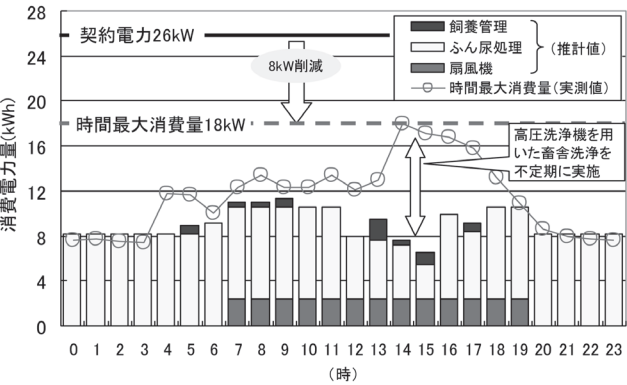 契約電力26kW
8kW削減
飼養管理
ふん尿処理
扇風機
(推計値)
時間最大消費量(実測値)
時間最大消費量18kW
高圧洗浄機を用
いた畜舎洗浄を
不定期に実施
消費電力量(kWh)
28
24
20
16
12
8
4
0
0 1 2 3 4 5 6 7 8 9 10 11 12 13 14 15 16 17 18 19 20 21 22 23
(時)